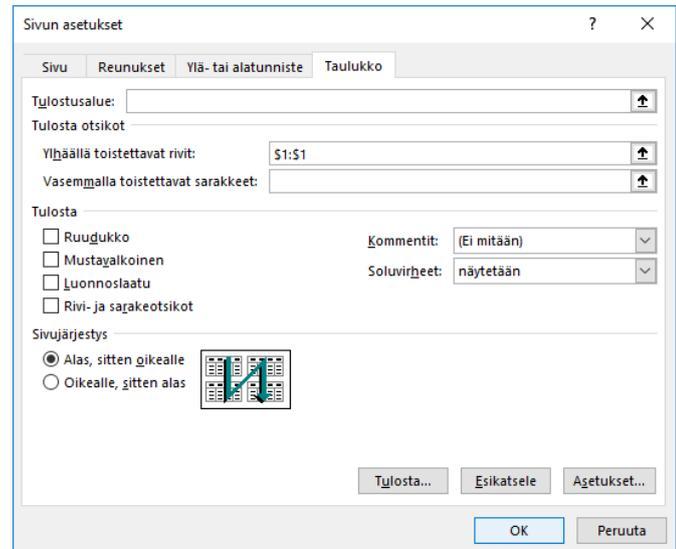 Sivun asetukset ? ×
Sivu Reunukset Ylä- tai alatunniste Taulukko
Tulostusalue:
Tulosta otsikot
Ylhäällä toistettavat rivit: $1:$1
Vasemmalla toistettavat sarakkeet:
Tulosta
Ruudukko
Kommentit: (Ei mitään)
Mustavalkoinen
Soluvirheet: näytetään
Luonnoslaatu
Rivi- ja sarakeotsikot
Sivujärjestys
Alas, sitten oikealle
Oikealle, sitten alas
Tulosta... Esikatsele Asetukset...
OK Peruuta